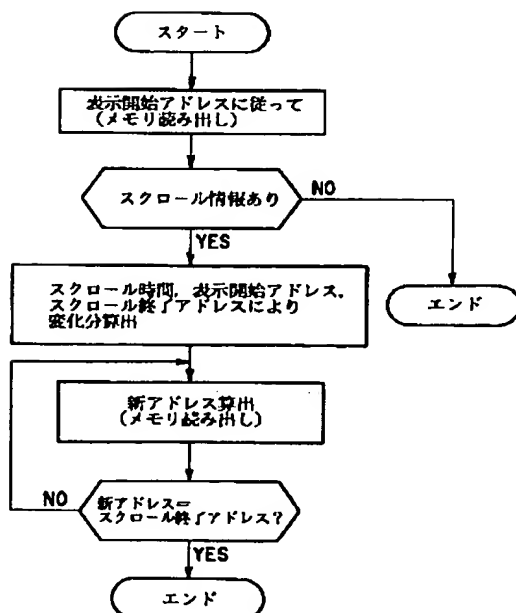 スタート
表示開始アドレスに従って
(メモリ読み出し)
スクロール情報あり
NO
YES
スクロール時間,表示開始アドレス,
スクロール終了アドレスにより
変化分算出
エンド
新アドレス算出
(メモリ読み出し)
新アドレス=
スクロール終了アドレス?
NO
YES
エンド